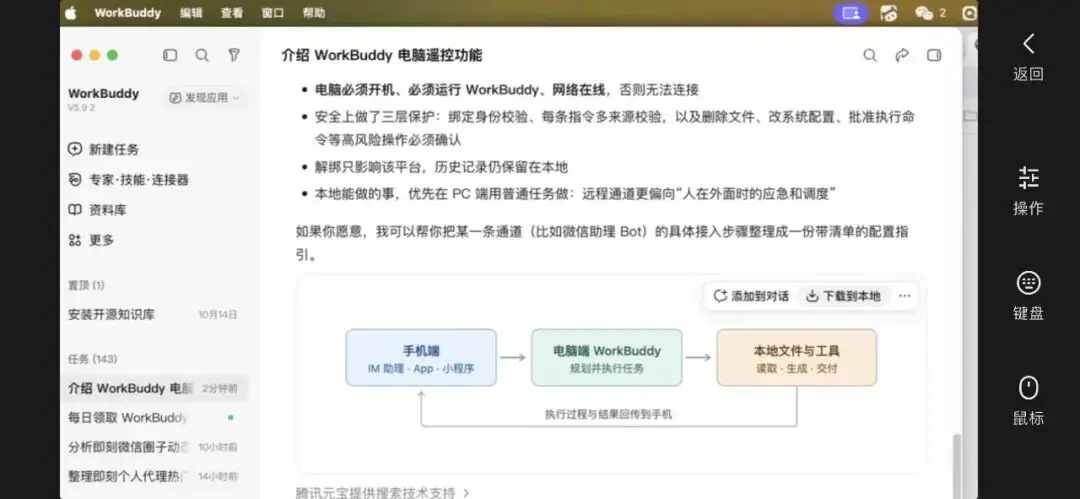 WorkBuddy 编辑 查看 窗口 帮助
2
WorkBuddy
V5.9.2
发现应用
新建任务
专家·技能·连接器
资料库
更多
置顶 (1)
安装开源知识库 10月14日
任务 (143)
介绍 WorkBuddy 电脑 2分钟前
每日领取 WorkBuddy
分析即刻微信圈子动态 10小时前
整理即刻个人代理热门 14小时前
介绍 WorkBuddy 电脑遥控功能
• 电脑必须开机、必须运行 WorkBuddy、网络在线，否则无法连接
• 安全上做了三层保护：绑定身份校验、每条指令多来源校验，以及删除文件、改系统配置、批准执行命
令等高风险操作必须确认
• 解绑只影响该平台，历史记录仍保留在本地
• 本地能做的事，优先在 PC 端用普通任务做：远程通道更偏向“人在外面时的应急和调度”
如果你愿意，我可以帮你把某一条通道（比如微信助理 Bot）的具体接入步骤整理成一份带清单的配置指
引。
添加到对话 下载到本地
手机端
IM 助理 · App · 小程序
电脑端 WorkBuddy
规划并执行任务
本地文件与工具
读取 · 生成 · 交付
执行过程与结果回传到手机
腾讯元宝提供搜索技术支持
返回
操作
键盘
鼠标